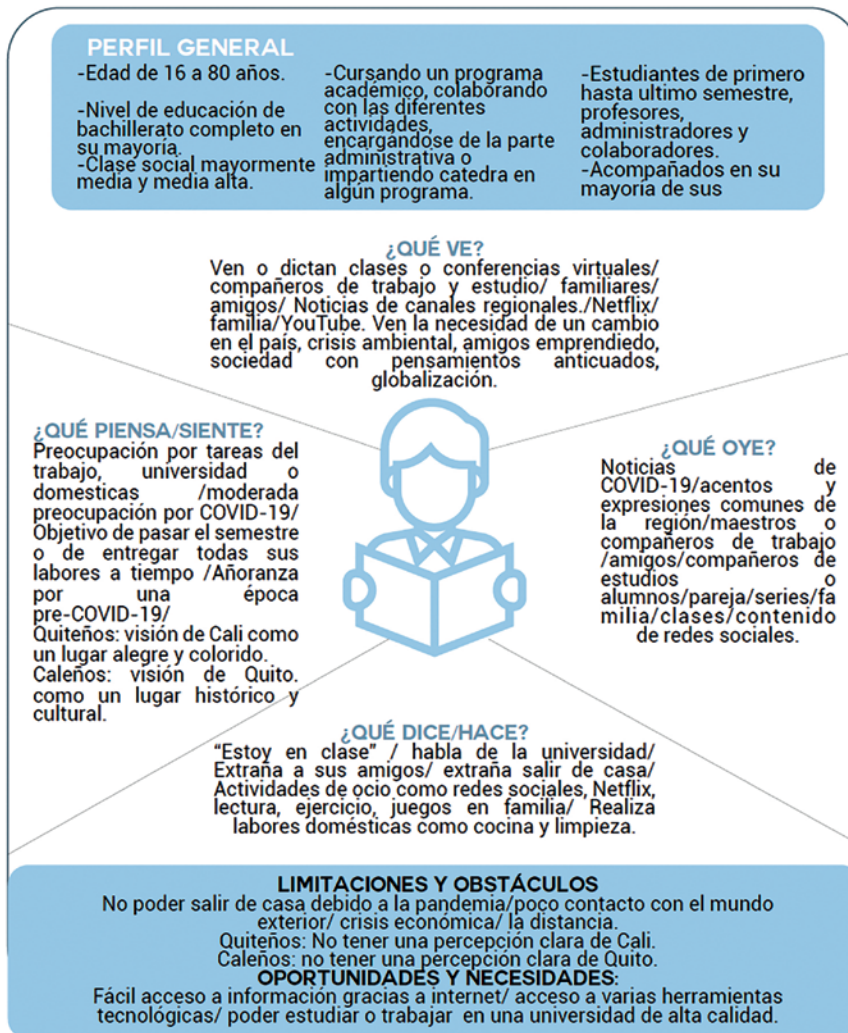 PERFIL GENERAL
-Edad de 16 a 80 años.
-Nivel de educación de
bachillerato completo en
su mayoría.
-Clase social mayormente
media y media alta.
-Cursando un programa
académico, colaborando
con las diferentes
actividades,
encargándose de la parte
administrativa o
impartiendo catedra en
algún programa.
-Estudiantes de primero
hasta ultimo semestre,
profesores,
administradores y
colaboradores.
-Acompañados en su
mayoría de sus
¿QUÉ VE?
Ven o dictan clases o conferencias virtuales/
compañeros de trabajo y estudio/ familiares/
amigos/ Noticias de canales regionales./Netflix/
familia/YouTube. Ven la necesidad de un cambio
en el país, crisis ambiental, amigos emprendiedo,
sociedad con pensamientos anticuados,
globalización.
¿QUÉ PIENSA/SIENTE?
Preocupación por tareas del
trabajo, universidad o
domesticas /moderada
preocupación por COVID-19/
Objetivo de pasar el semestre
o de entregar todas sus
labores a tiempo /Añoranza
por una época
pre-COVID-19/
Quiteños: visión de Cali como
un lugar alegre y colorido.
Caleños: visión de Quito.
como un lugar histórico y
cultural.
¿QUÉ OYE?
Noticias de
COVID-19/acentos y
expresiones comunes de
la región/maestros o
compañeros de trabajo
/amigos/compañeros de
estudios o
alumnos/pareja/series/fa
milia/clases/contenido
de redes sociales.
¿QUÉ DICE/HACE?
“Estoy en clase” / habla de la universidad/
Extraña a sus amigos/ extraña salir de casa/
Actividades de ocio como redes sociales, Netflix,
lectura, ejercicio, juegos en familia/ Realiza
labores domésticas como cocina y limpieza.
LIMITACIONES Y OBSTÁCULOS
No poder salir de casa debido a la pandemia/poco contacto con el mundo
exterior/ crisis económica/ la distancia.
Quiteños: No tener una percepción clara de Cali.
Caleños: no tener una percepción clara de Quito.
OPORTUNIDADES Y NECESIDADES:
Fácil acceso a información gracias a internet/ acceso a varias herramientas
tecnológicas/ poder estudiar o trabajar en una universidad de alta calidad.